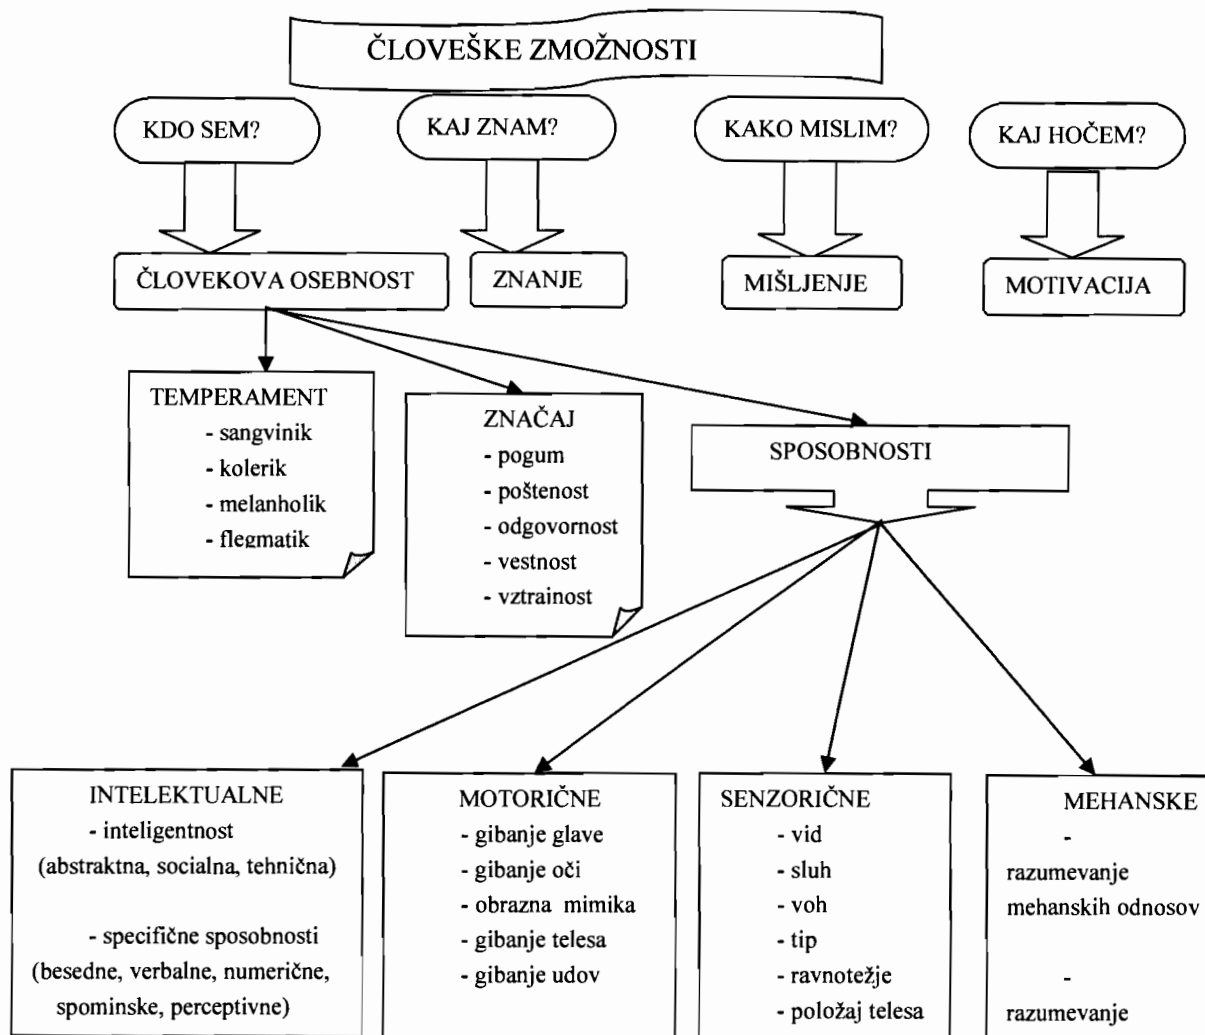 ČLOVEŠKE ZMOŽNOSTI
KDO SEM?
KAJ ZNAM?
KAKO MISLIM?
KAJ HOČEM?
ČLOVEKOVA OSEBNOST
ZNANJE
MIŠLJENJE
MOTIVACIJA
TEMPERAMENT
- sangvinik
- kolerik
- melanholik
- flegmatik
ZNAČAJ
- pogum
- poštenost
- odgovornost
- vestnost
- vztrajnost
SPOSOBNOSTI
INTELEKTUALNE
- inteligentnost
(abstraktna, socialna, tehnična)
- specifične sposobnosti
(besedne, verbalne, numerične,
spominske, perceptivne)
MOTORIČNE
- gibanje glave
- gibanje oči
- obrazna mimika
- gibanje telesa
- gibanje udov
SENZORIČNE
- vid
- sluh
- voh
- tip
- ravnotežje
- položaj telesa
MEHANSKE
-
razumevanje
mehanskih odnosov
-
razumevanje